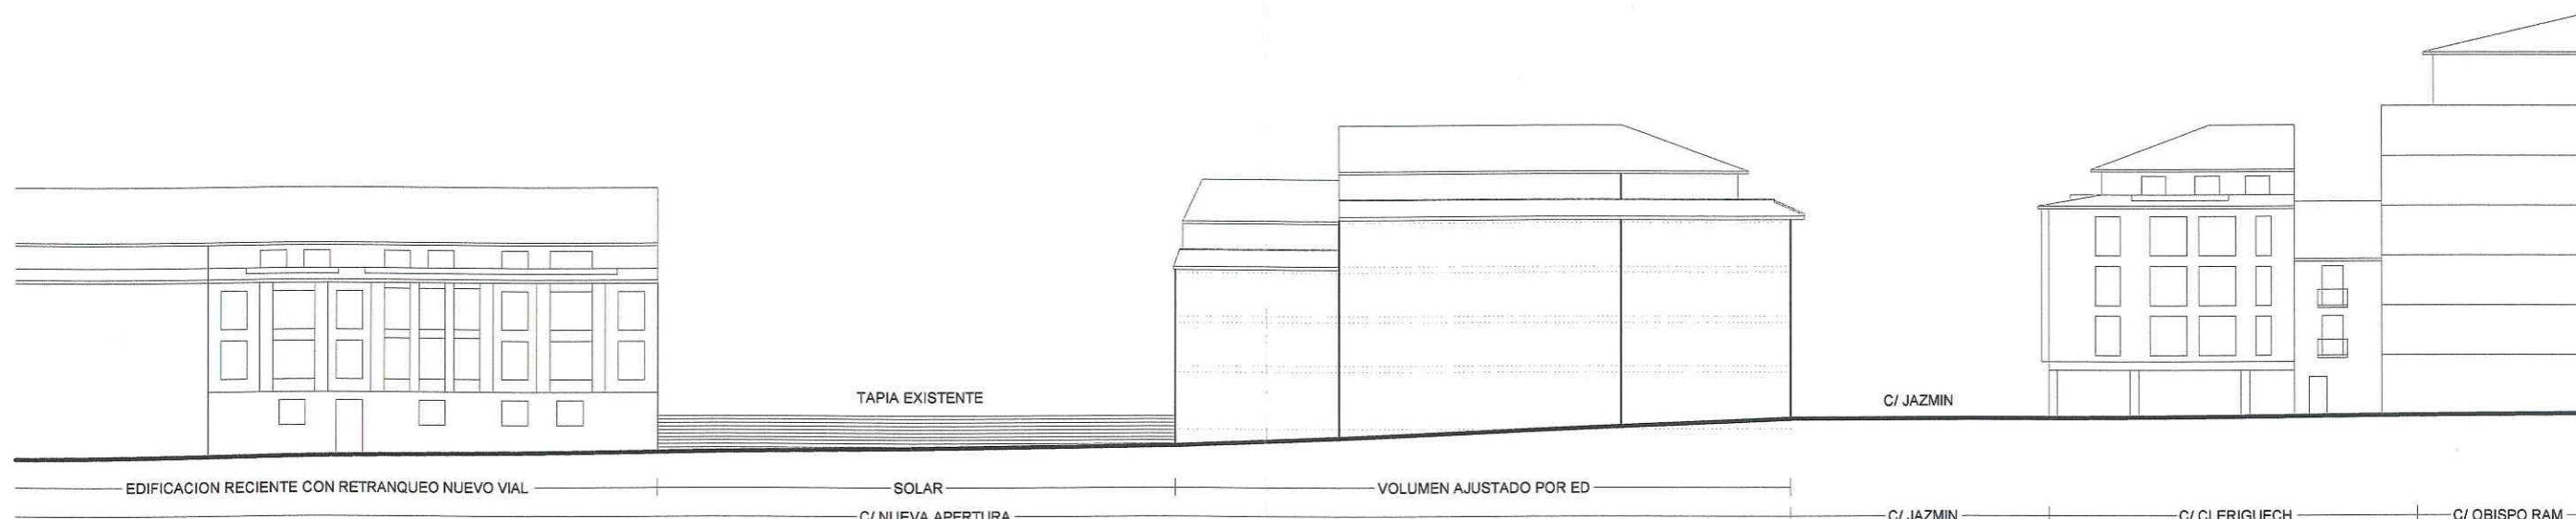 TAPIA EXISTENTE
C/ JAZMIN
EDIFICACION RECIENTE CON RETRANQUEO NUEVO VIAL
SOLAR
VOLUMEN AJUSTADO POR ED
C/ NUEVA APERTURA
C/ JAZMIN
C/ CLERIGUECH
C/ OBISPO RAM